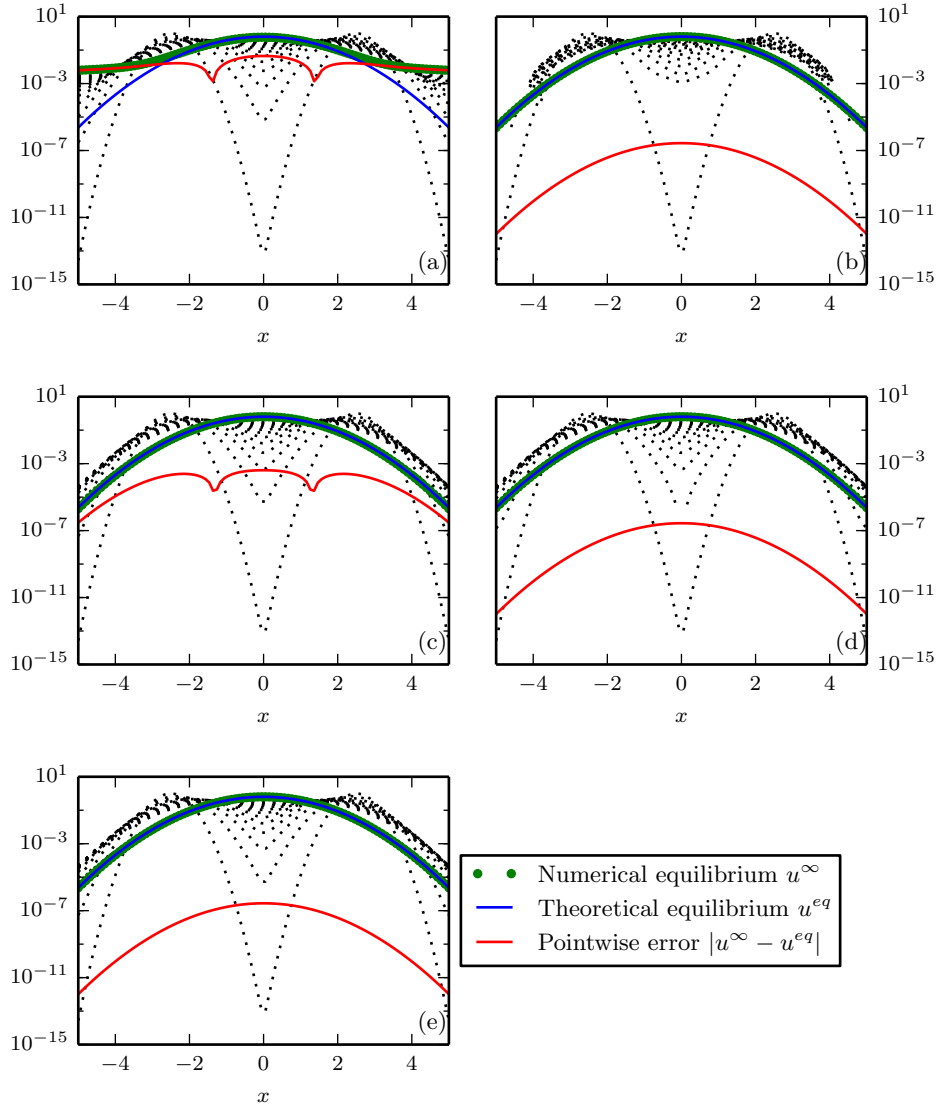 10^1
10^−3
10^−7
10^−11
10^−15
−4 −2 0 2 4
x
(a)
10^1
10^−3
10^−7
10^−11
10^−15
−4 −2 0 2 4
x
(b)
10^1
10^−3
10^−7
10^−11
10^−15
−4 −2 0 2 4
x
(c)
10^1
10^−3
10^−7
10^−11
10^−15
−4 −2 0 2 4
x
(d)
10^1
10^−3
10^−7
10^−11
10^−15
−4 −2 0 2 4
x
(e)
Numerical equilibrium u^∞
Theoretical equilibrium u^{eq}
Pointwise error |u^∞ − u^{eq}|